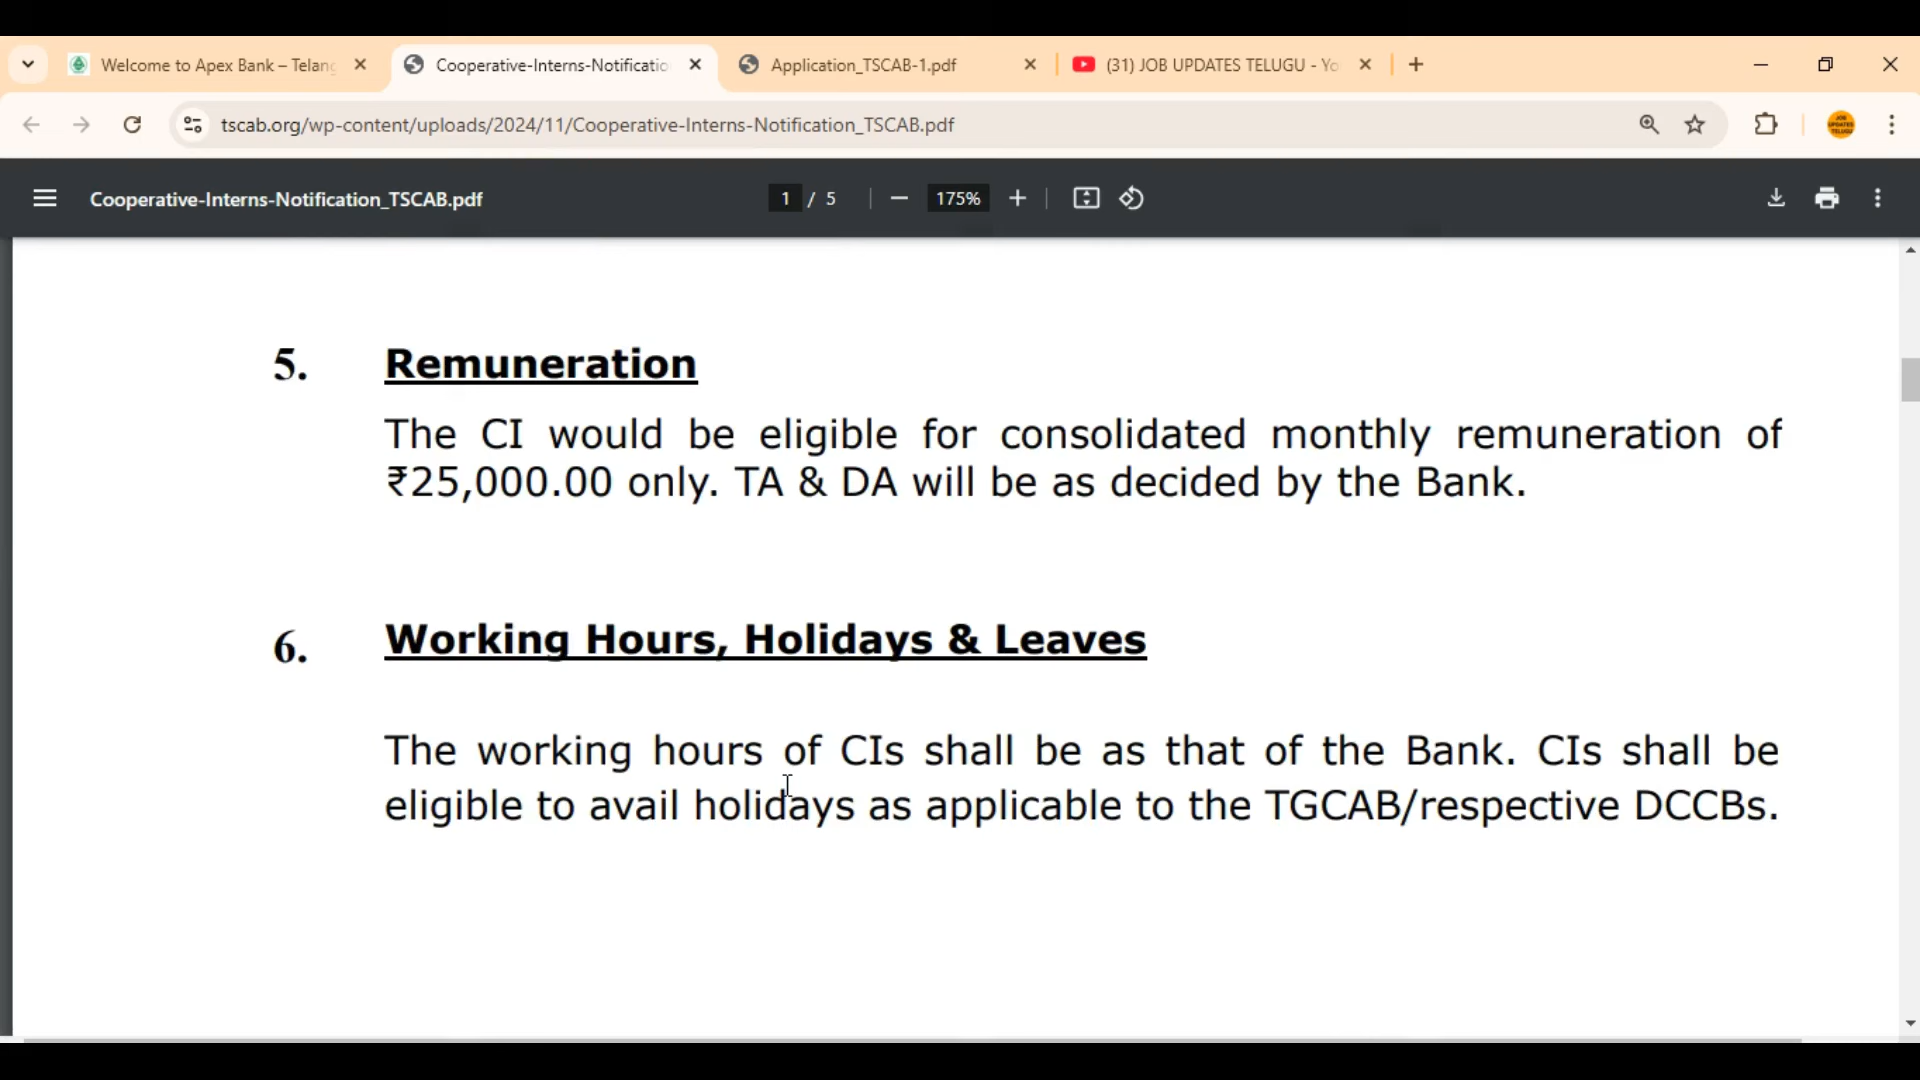 Welcome to Apex Bank – Telang
Cooperative-Interns-Notificatio
Application_TSCAB-1.pdf
(31) JOB UPDATES TELUGU - Yo
tscab.org/wp-content/uploads/2024/11/Cooperative-Interns-Notification_TSCAB.pdf
JOB UPDATES TELUGU
Cooperative-Interns-Notification_TSCAB.pdf
1 / 5
175%
5. Remuneration
The CI would be eligible for consolidated monthly remuneration of
₹25,000.00 only. TA & DA will be as decided by the Bank.
6. Working Hours, Holidays & Leaves
The working hours of CIs shall be as that of the Bank. CIs shall be
eligible to avail holidays as applicable to the TGCAB/respective DCCBs.